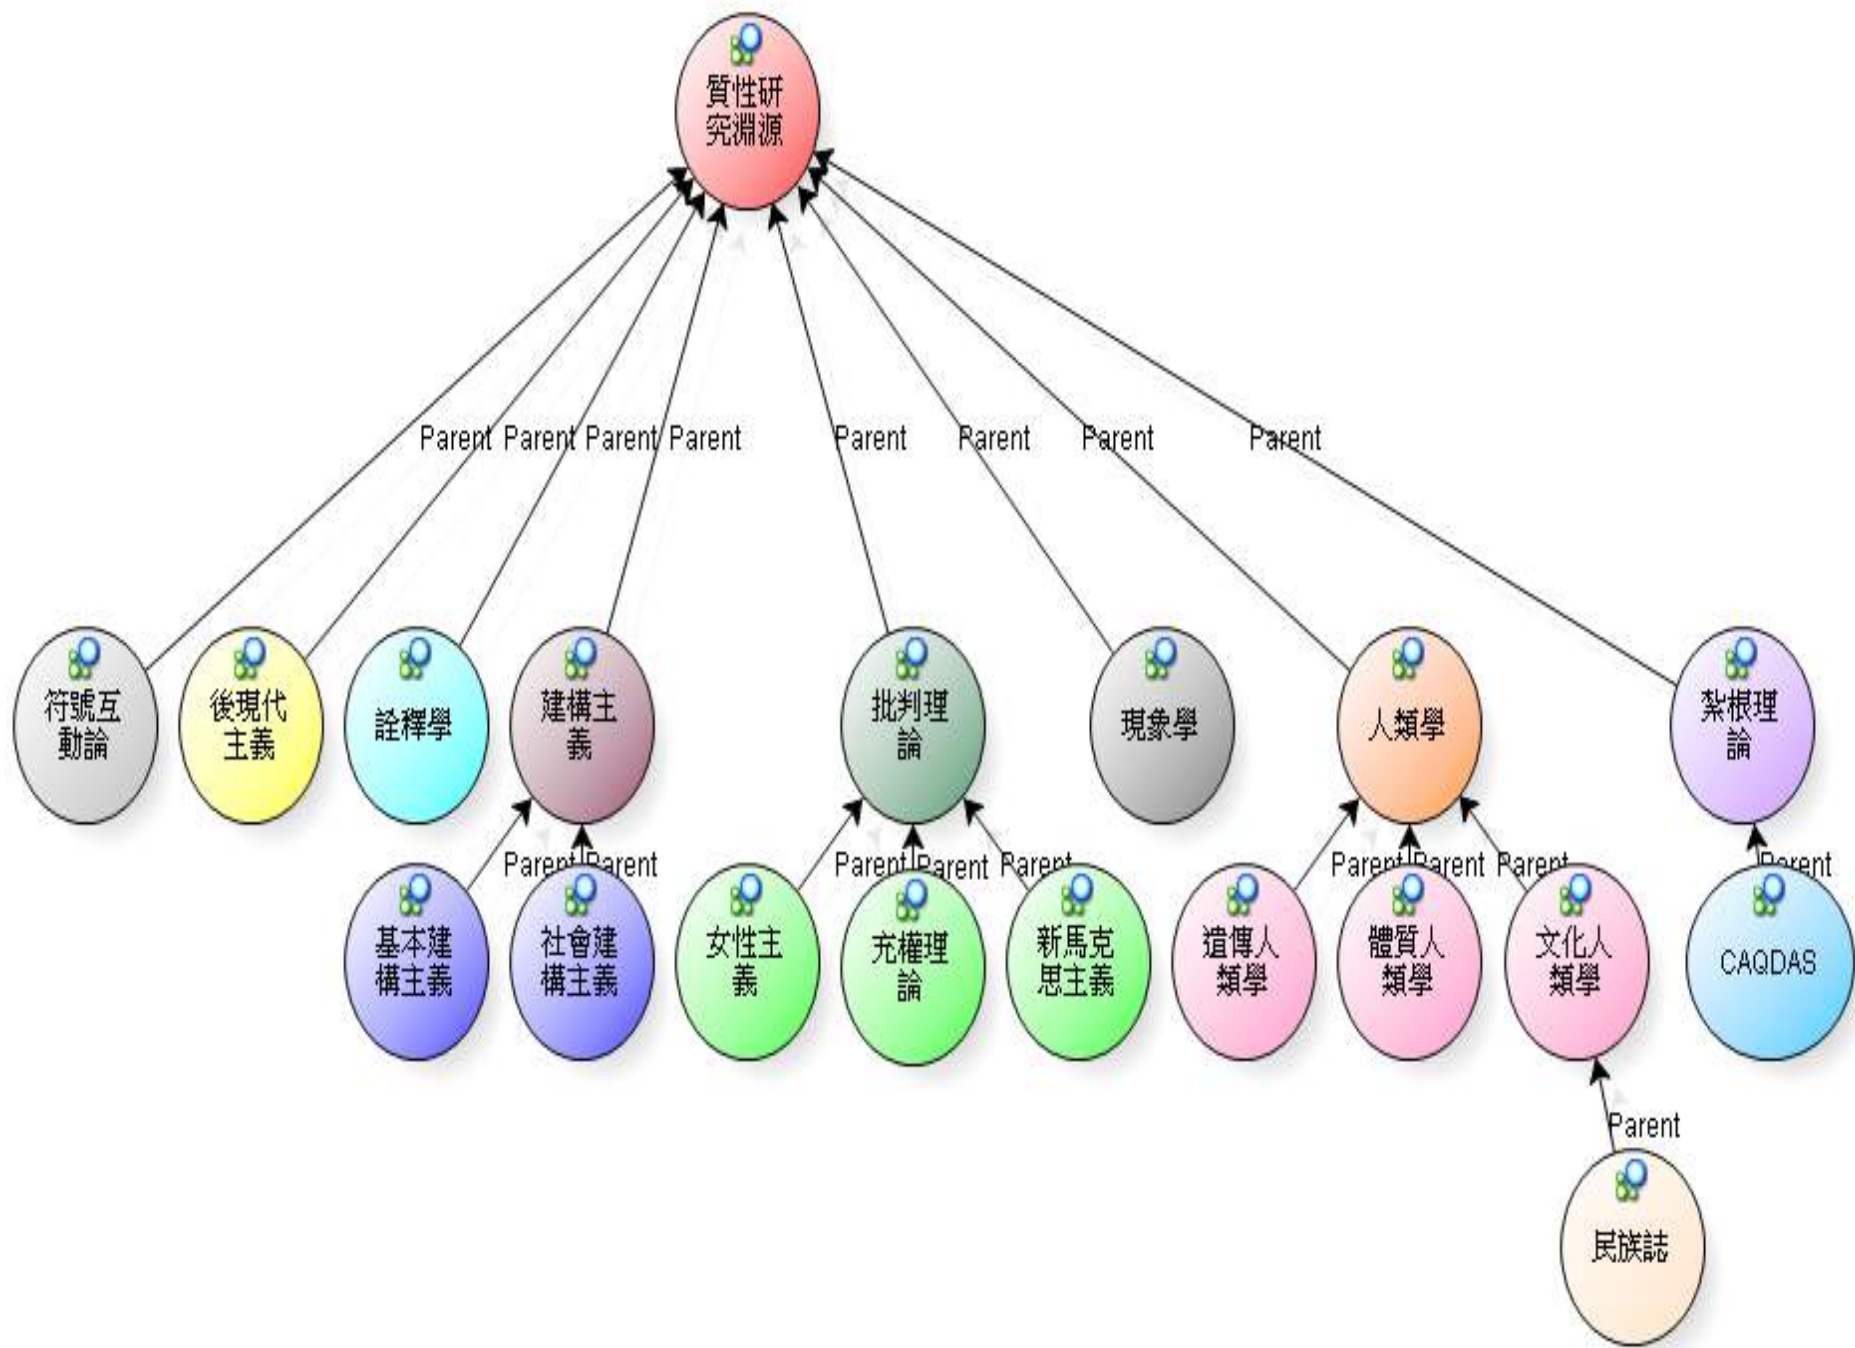 質性研
究淵源
Parent
Parent
Parent
Parent
Parent
Parent
Parent
Parent
符號互
動論
後現代
主義
詮釋學
建構主
義
批判理
論
現象學
人類學
紮根理
論
Parent
Parent
Parent
Parent
Parent
Parent
Parent
Parent
Parent
基本建
構主義
社會建
構主義
女性主
義
充權理
論
新馬克
思主義
遺傳人
類學
體質人
類學
文化人
類學
CAQDAS
Parent
民族誌